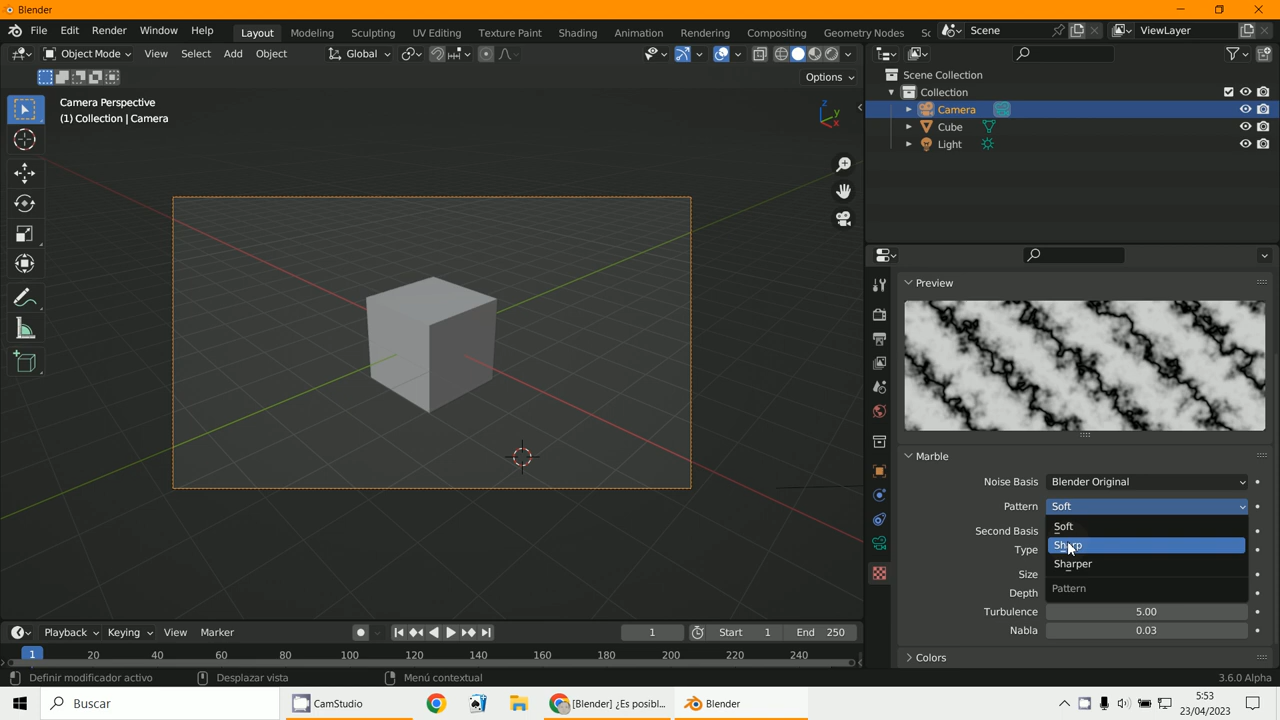 Blender
File Edit Render Window Help
Layout Modeling Sculpting UV Editing Texture Paint Shading Animation Rendering Compositing Geometry Nodes Sc
Scene
ViewLayer
Object Mode View Select Add Object
Global
Options
Camera Perspective
(1) Collection | Camera
Z
Y
X
Scene Collection
Collection
Camera
Cube
Light
Preview
Marble
Noise Basis Blender Original
Pattern Soft
Second Basis
Type
Size
Depth
Soft
Sharp
Sharper
Pattern
Turbulence 5.00
Nabla 0.03
Colors
Playback Keying View Marker
1
Start 1
End 250
1 20 40 60 80 100 120 140 160 180 200 220 240
Definir modificador activo
Desplazar vista
Menú contextual
3.6.0 Alpha
Buscar
CamStudio
[Blender] ¿Es posibl...
Blender
5:53
23/04/2023